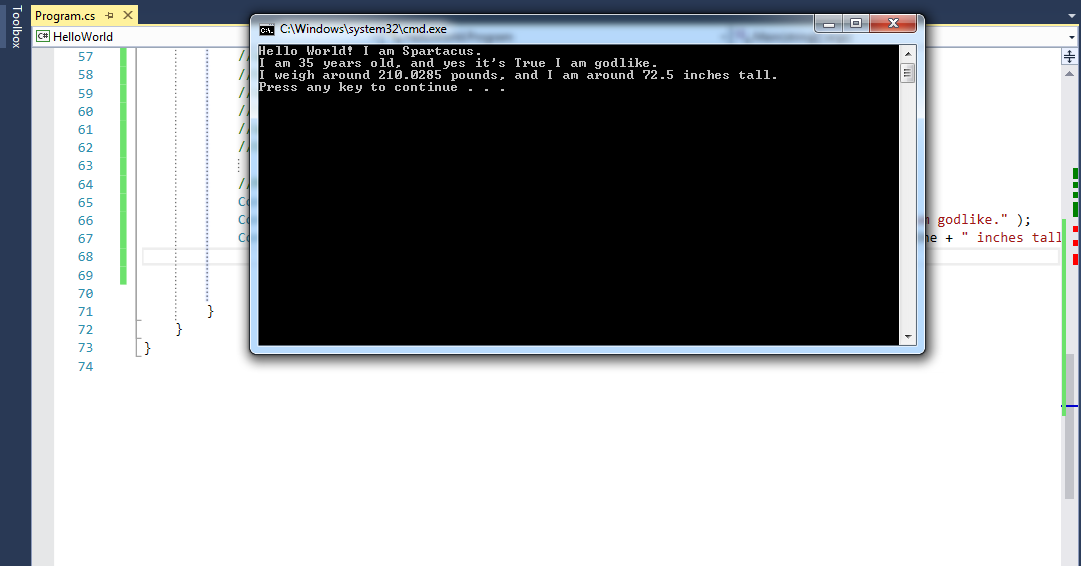 Toolbox
Program.cs
C# HelloWorld
C:\Windows\system32\cmd.exe
Hello World! I am Spartacus.
I am 35 years old, and yes it's True I am godlike.
I weigh around 210.0285 pounds, and I am around 72.5 inches tall.
Press any key to continue . . .
57 //
58 //
59 //
60 //
61 //
62 //
63
64 //
65 Co
66 Co godlike." );
67 Co + " inches tall
68
69
70
71 }
72 }
73 }
74